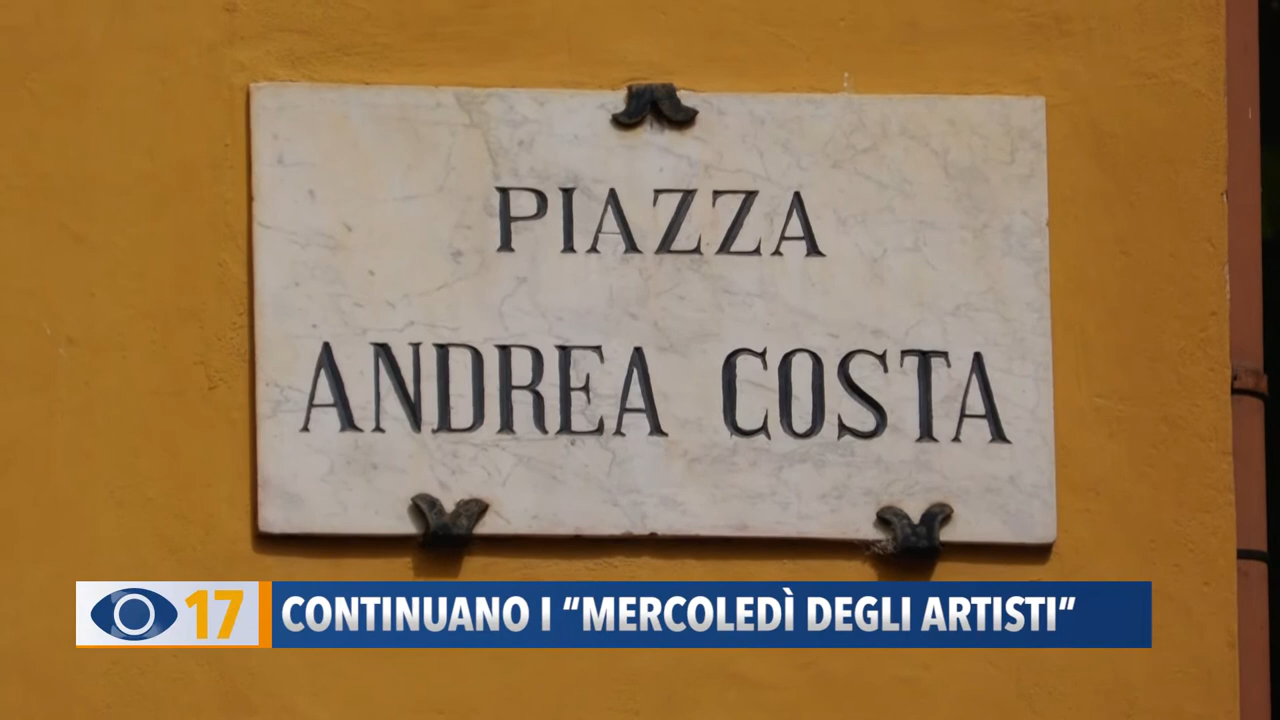 PIAZZA
ANDREA COSTA
17
CONTINUANO I “MERCOLEDÌ DEGLI ARTISTI”